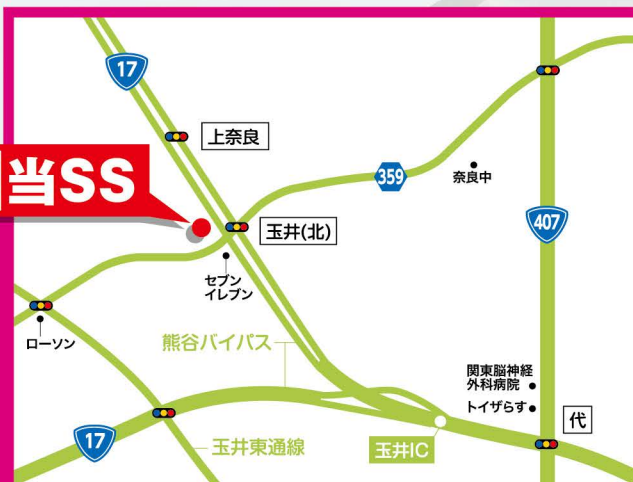 17
上奈良
当SS
359
奈良中
407
玉井(北)
セブン
イレブン
ローソン
熊谷バイパス
関東脳神経
外科病院
トイザらす
代
17
玉井東通線
玉井IC